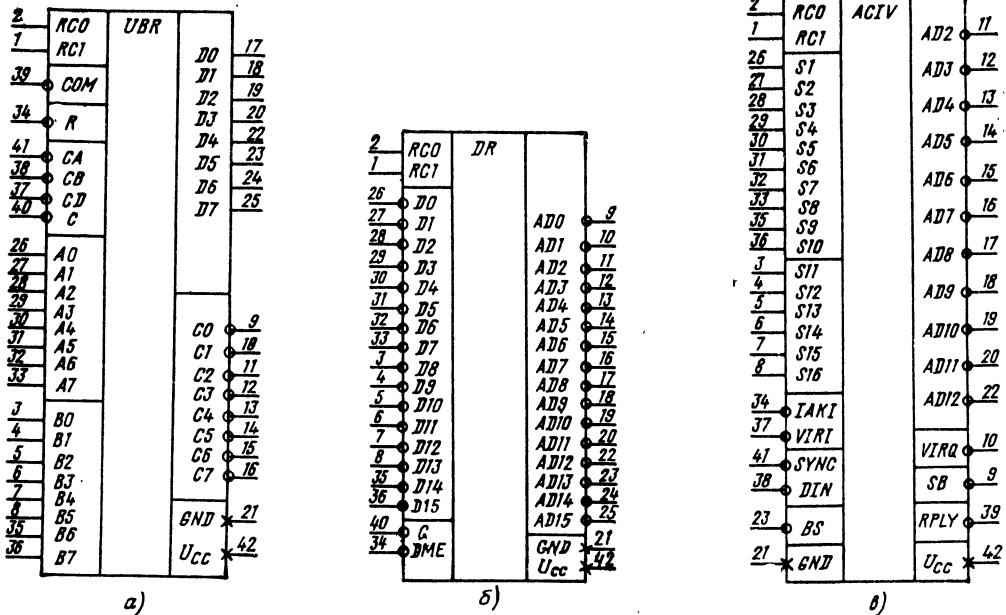 2 RC0 UBR
1 RC1
D0 17
D1 18
39 COM
D2 19
D3 20
34 R
D4 22
41 CA
D5 23
38 CB
D6 24
37 CD
D7 25
40 C
26 A0
27 A1
28 A2
29 A3
30 A4
31 A5
32 A6
33 A7
C0 9
C1 10
C2 11
C3 12
3 B0
C4 13
4 B1
C5 14
5 B2
C6 15
6 B3
C7 16
7 B4
8 B5
GND 21
35 B6
36 B7
Ucc 42
а)
2 RC0 DR
1 RC1
26 D0
27 D1
28 D2
29 D3
30 D4
31 D5
32 D6
33 D7
3 D8
4 D9
5 D10
6 D11
7 D12
8 D13
35 D14
36 D15
40 G
34 DME
AD0 9
AD1 10
AD2 11
AD3 12
AD4 13
AD5 14
AD6 15
AD7 16
AD8 17
AD9 18
AD10 19
AD11 20
AD12 22
AD13 23
AD14 24
AD15 25
GND 21
Ucc 42
б)
2 RC0 ACIV
1 RC1
26 S1
27 S2
28 S3
29 S4
30 S5
31 S6
32 S7
33 S8
35 S9
36 S10
3 S11
4 S12
5 S13
6 S14
7 S15
8 S16
34 IAKI
37 VIRI
41 SYNC
38 DIN
23 BS
21 GND
AD2 11
AD3 12
AD4 13
AD5 14
AD6 15
AD7 16
AD8 17
AD9 18
AD10 19
AD11 20
AD12 22
VIRQ 10
SB 9
RPLY 39
Ucc 42
в)